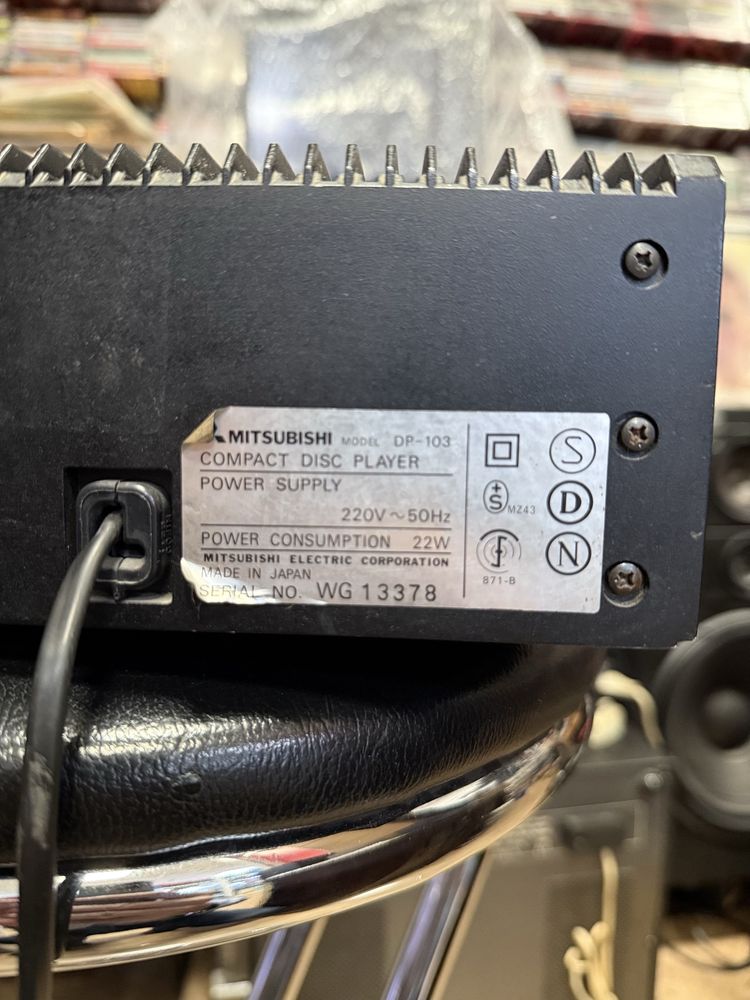 MITSUBISHI MODEL DP-103
COMPACT DISC PLAYER
POWER SUPPLY
220V~50Hz
POWER CONSUMPTION 22W
MITSUBISHI ELECTRIC CORPORATION
MADE IN JAPAN
SERIAL NO. WG 13378
S
+S MZ43
D
871-B
N